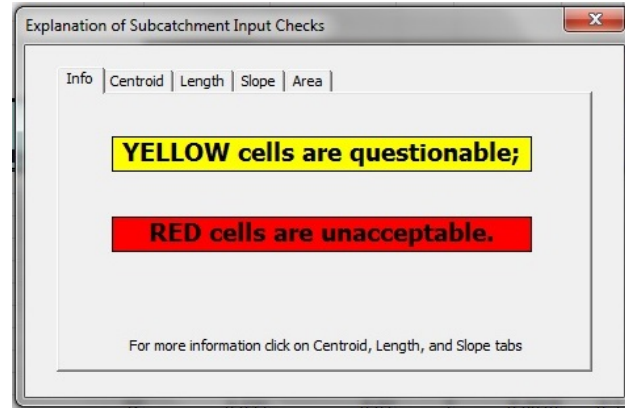 Explanation of Subcatchment Input Checks
Info Centroid Length Slope Area
YELLOW cells are questionable;
RED cells are unacceptable.
For more information click on Centroid, Length, and Slope tabs